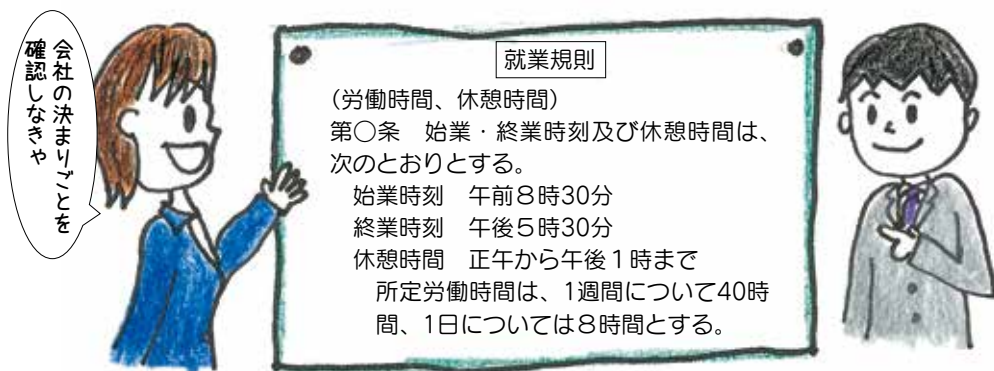 会社の決まりごとを
確認しなきゃ
就業規則
(労働時間、休憩時間)
第○条　始業・終業時刻及び休憩時間は、
次のとおりとする。
始業時刻　午前8時30分
終業時刻　午後5時30分
休憩時間　正午から午後1時まで
所定労働時間は、1週間について40時
間、1日については8時間とする。